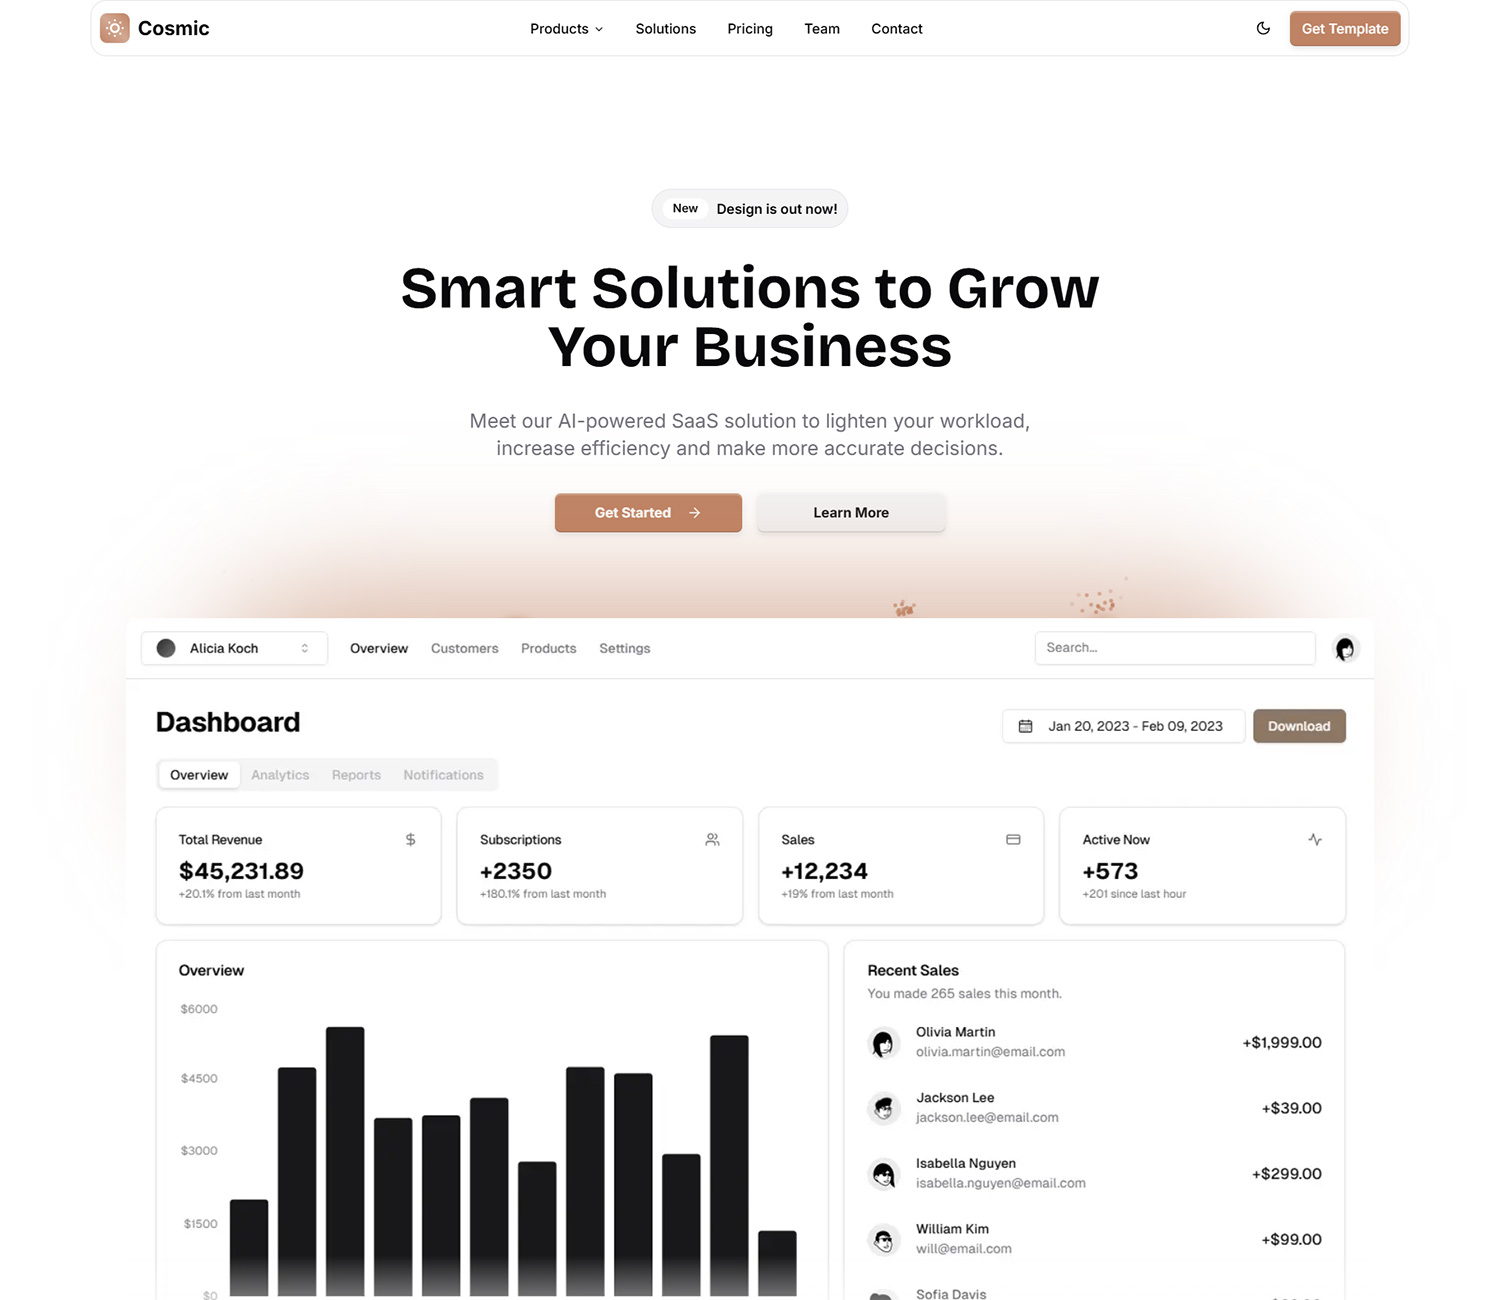 Cosmic
Products
Solutions
Pricing
Team
Contact
Get Template
New
Design is out now!
Smart Solutions to Grow
Your Business
Meet our AI-powered SaaS solution to lighten your workload,
increase efficiency and make more accurate decisions.
Get Started
Learn More
Alicia Koch
Overview
Customers
Products
Settings
Search...
Dashboard
Jan 20, 2023 - Feb 09, 2023
Download
Overview
Analytics
Reports
Notifications
Total Revenue
$
$45,231.89
+20.1% from last month
Subscriptions
+2350
+180.1% from last month
Sales
+12,234
+19% from last month
Active Now
+573
+201 since last hour
Overview
$6000
$4500
$3000
$1500
$0
Recent Sales
You made 265 sales this month.
Olivia Martin
olivia.martin@email.com
+$1,999.00
Jackson Lee
jackson.lee@email.com
+$39.00
Isabella Nguyen
isabella.nguyen@email.com
+$299.00
William Kim
will@email.com
+$99.00
Sofia Davis